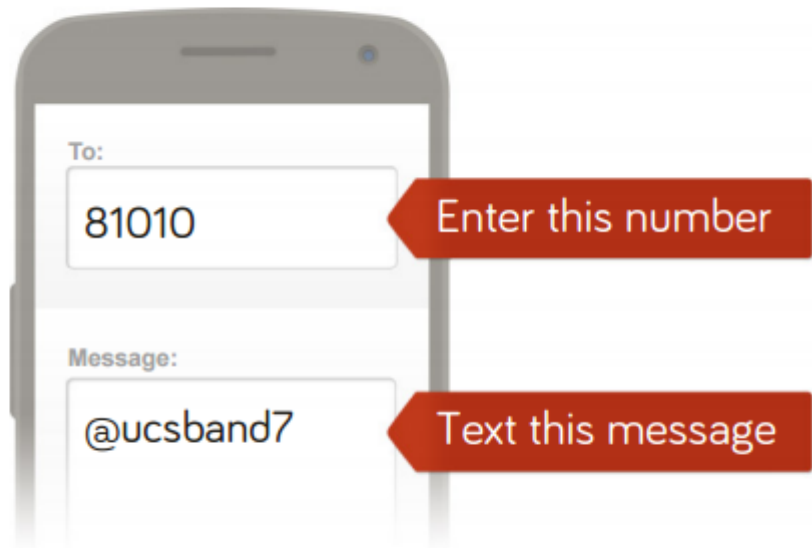 To:
81010
Enter this number
Message:
@ucsband7
Text this message